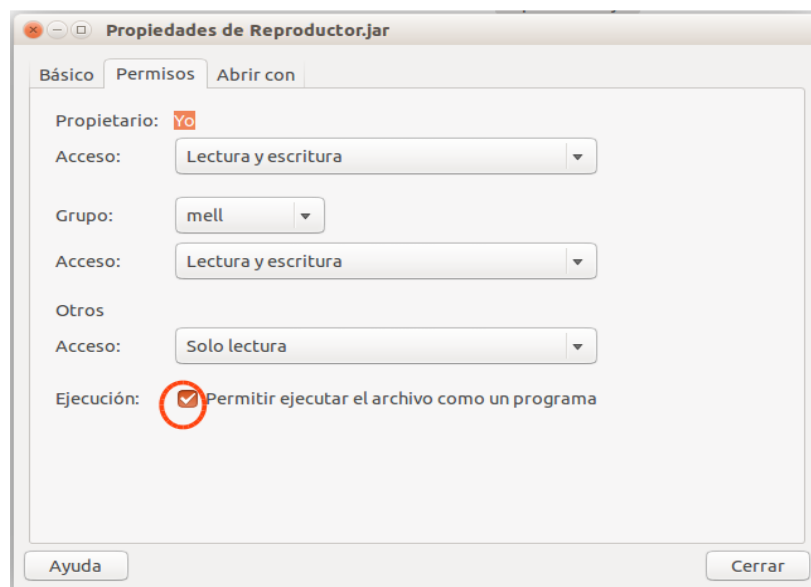 Propiedades de Reproductor.jar
Básico Permisos Abrir con
Propietario: Yo
Acceso: Lectura y escritura
Grupo: mell
Acceso: Lectura y escritura
Otros
Acceso: Solo lectura
Ejecución: Permitir ejecutar el archivo como un programa
Ayuda Cerrar